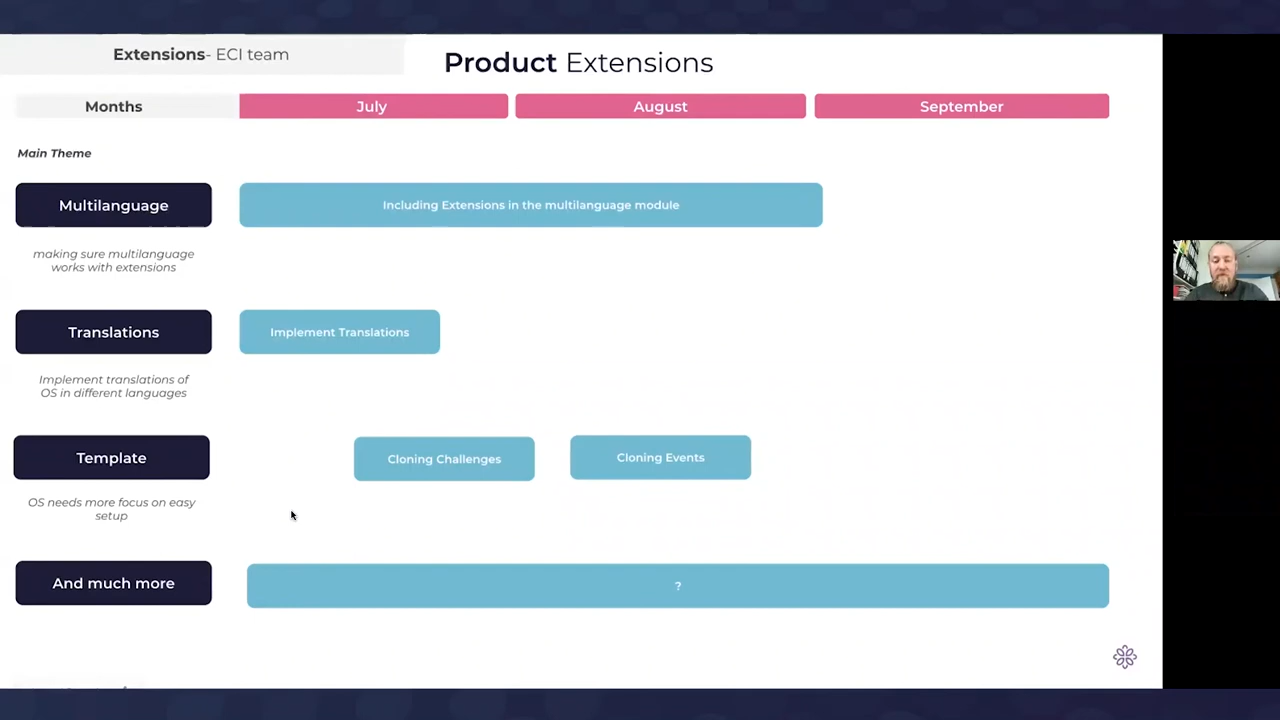 Extensions- ECI team
Product Extensions
Months
July
August
September
Main Theme
Multilanguage
Including Extensions in the multilanguage module
making sure multilanguage
works with extensions
Translations
Implement Translations
Implement translations of
OS in different languages
Template
Cloning Challenges
Cloning Events
OS needs more focus on easy
setup
And much more
?